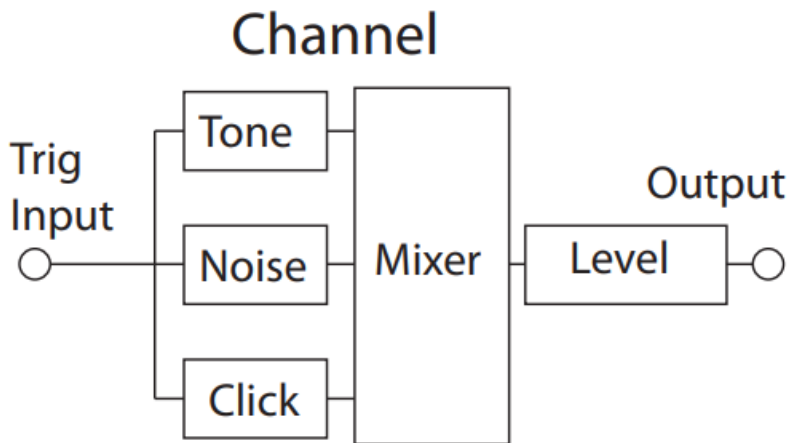 Channel
Trig
Input
Tone
Noise
Click
Mixer
Level
Output